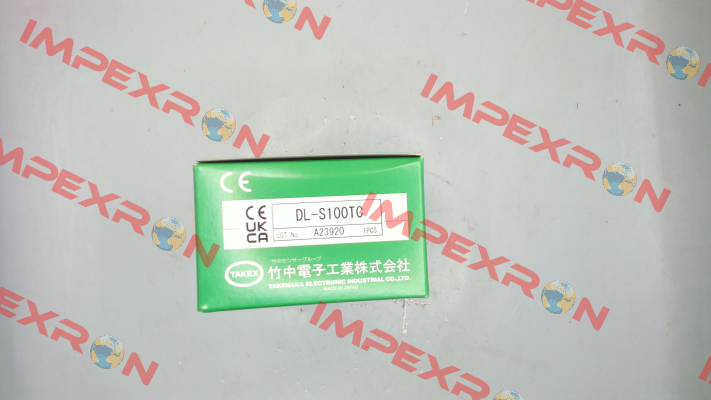 IMPEXRON
IMPEXRON
IMPEXRON
IMPEXRON
IMPEXRON
IMPEXRON
CE
CE
UK
CA
DL-S100TC
LOT No. A23920 1PCS
竹中センサーグループ
TAKEX
竹中電子工業株式会社
TAKENAKA ELECTRONIC INDUSTRIAL CO.,LTD.
MADE IN JAPAN
IMPEXRON
IMPEXRON